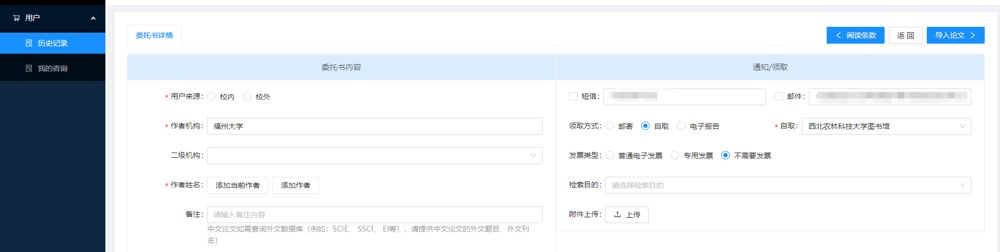 用户
历史记录
我的咨询
委托书详情
阅读条款
返 回
导入论文
委托书内容
通知/领取
* 用户来源: 校内 校外
* 作者机构: 福州大学
二级机构:
* 作者姓名: 添加当前作者 添加作者
备注: 请输入备注内容
中文论文如需查询外文数据库（例如：SCIE、 SSCI、 EI等），请提供中文论文的外文题目、外文刊
名）
短信: 邮件:
领取方式: 邮寄 自取 电子报告 * 自取: 西北农林科技大学图书馆
发票类型: 普通电子发票 专用发票 不需要发票
检索目的: 请选择检索目的
附件上传: 上传